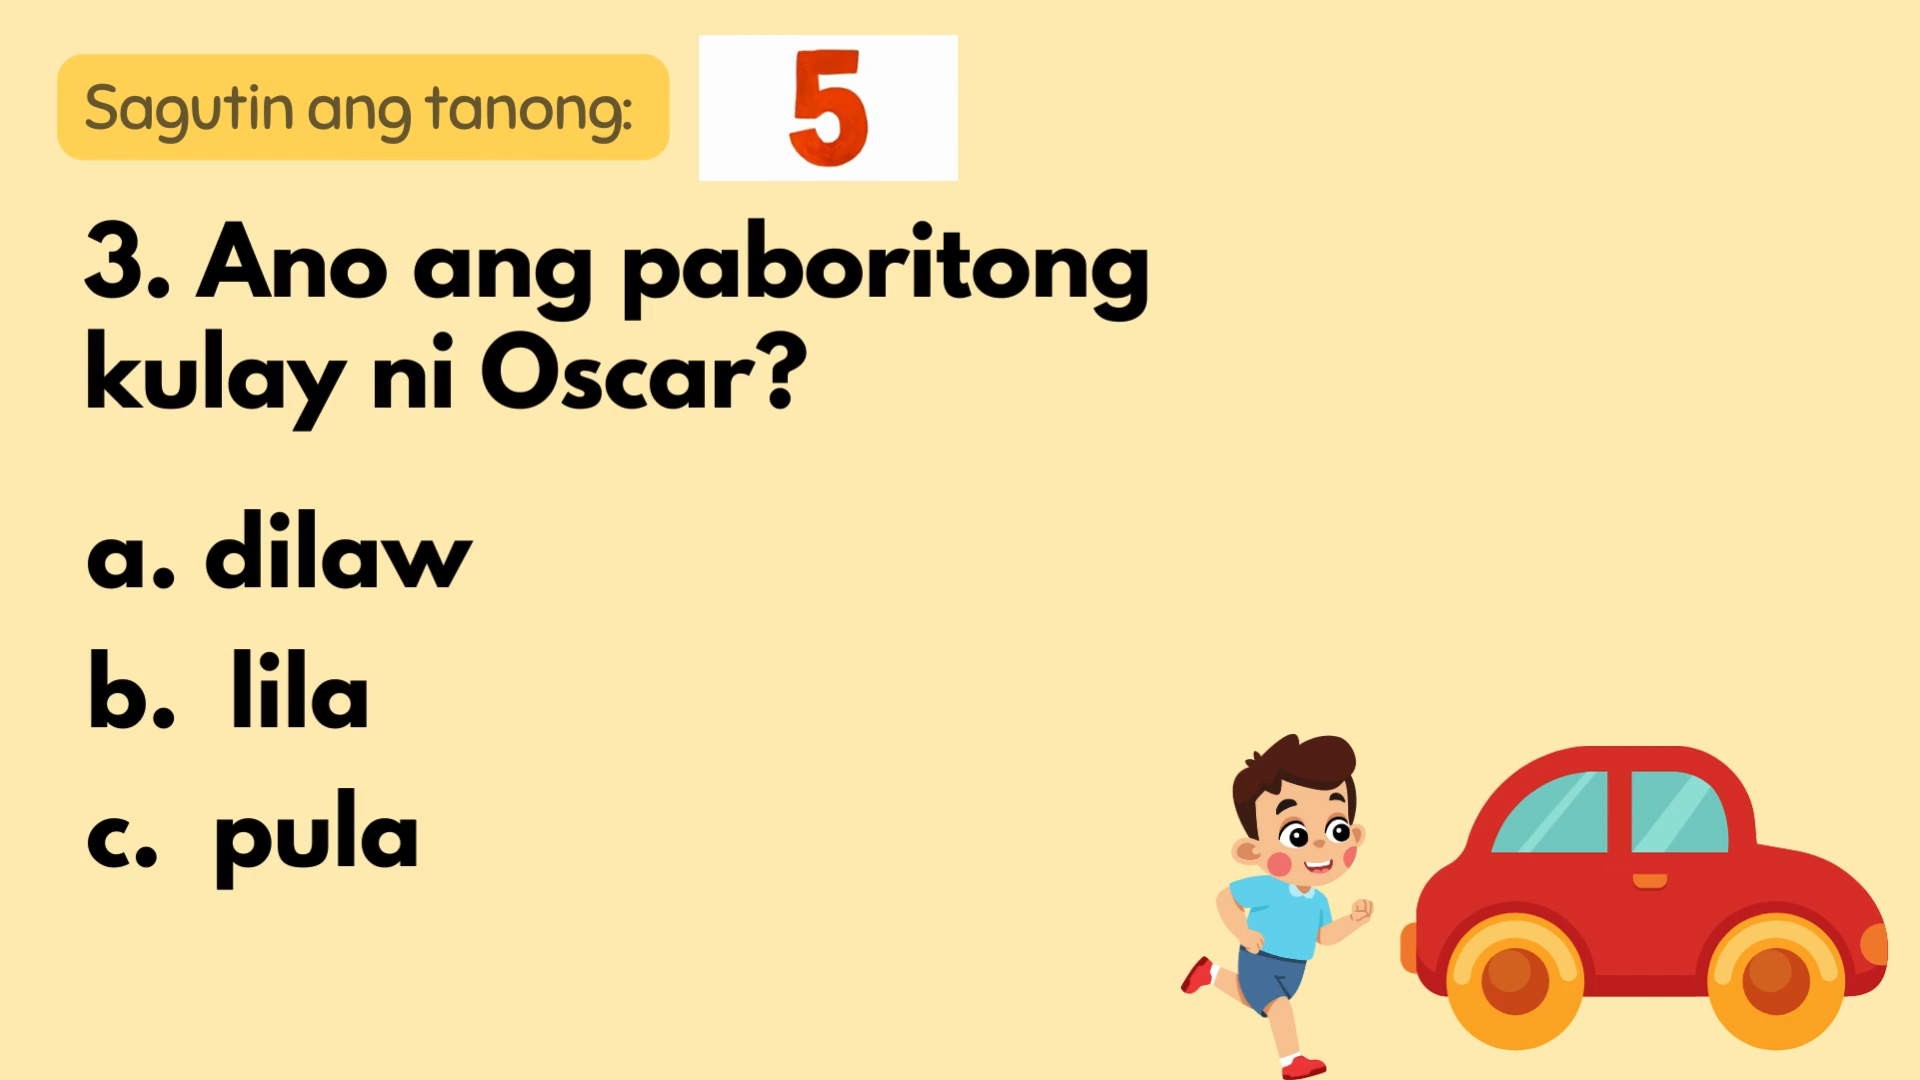 Sagutin ang tanong:
5
3. Ano ang paboritong
kulay ni Oscar?
a. dilaw
b. lila
c. pula